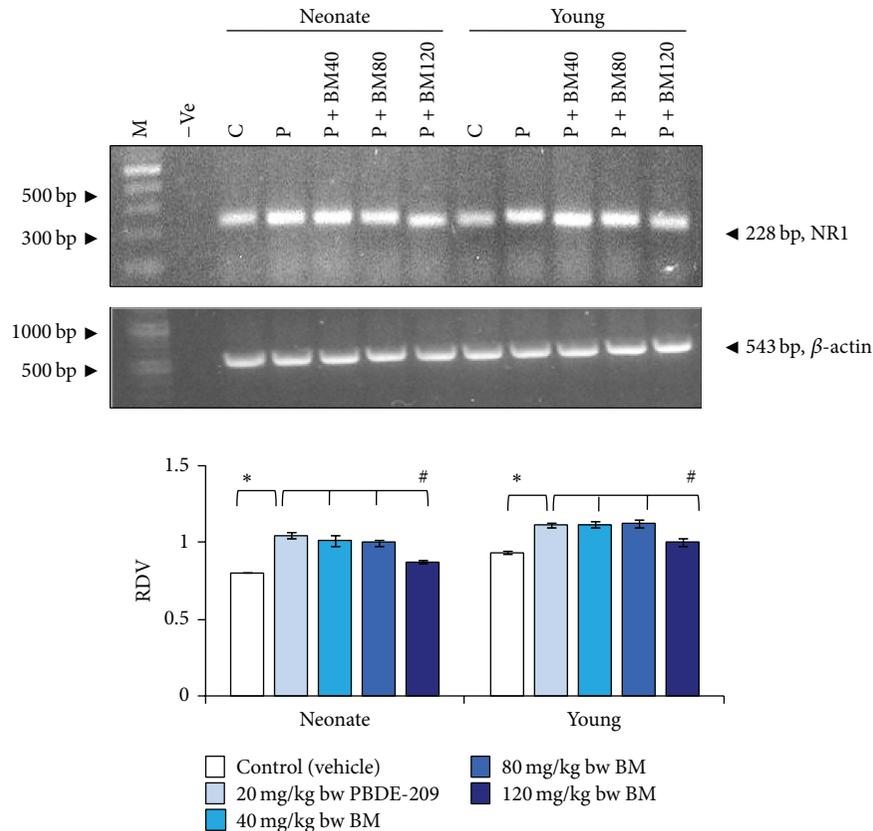 Neonate Young
M
–Ve
C
P
P + BM40
P + BM80
P + BM120
C
P
P + BM40
P + BM80
P + BM120
500 bp ►
300 bp ►
◄ 228 bp, NR1
1000 bp ►
500 bp ►
◄ 543 bp, β-actin
1.5
1
0.5
0
RDV
* # * #
Neonate Young
Control (vehicle)
20 mg/kg bw PBDE-209
40 mg/kg bw BM
80 mg/kg bw BM
120 mg/kg bw BM